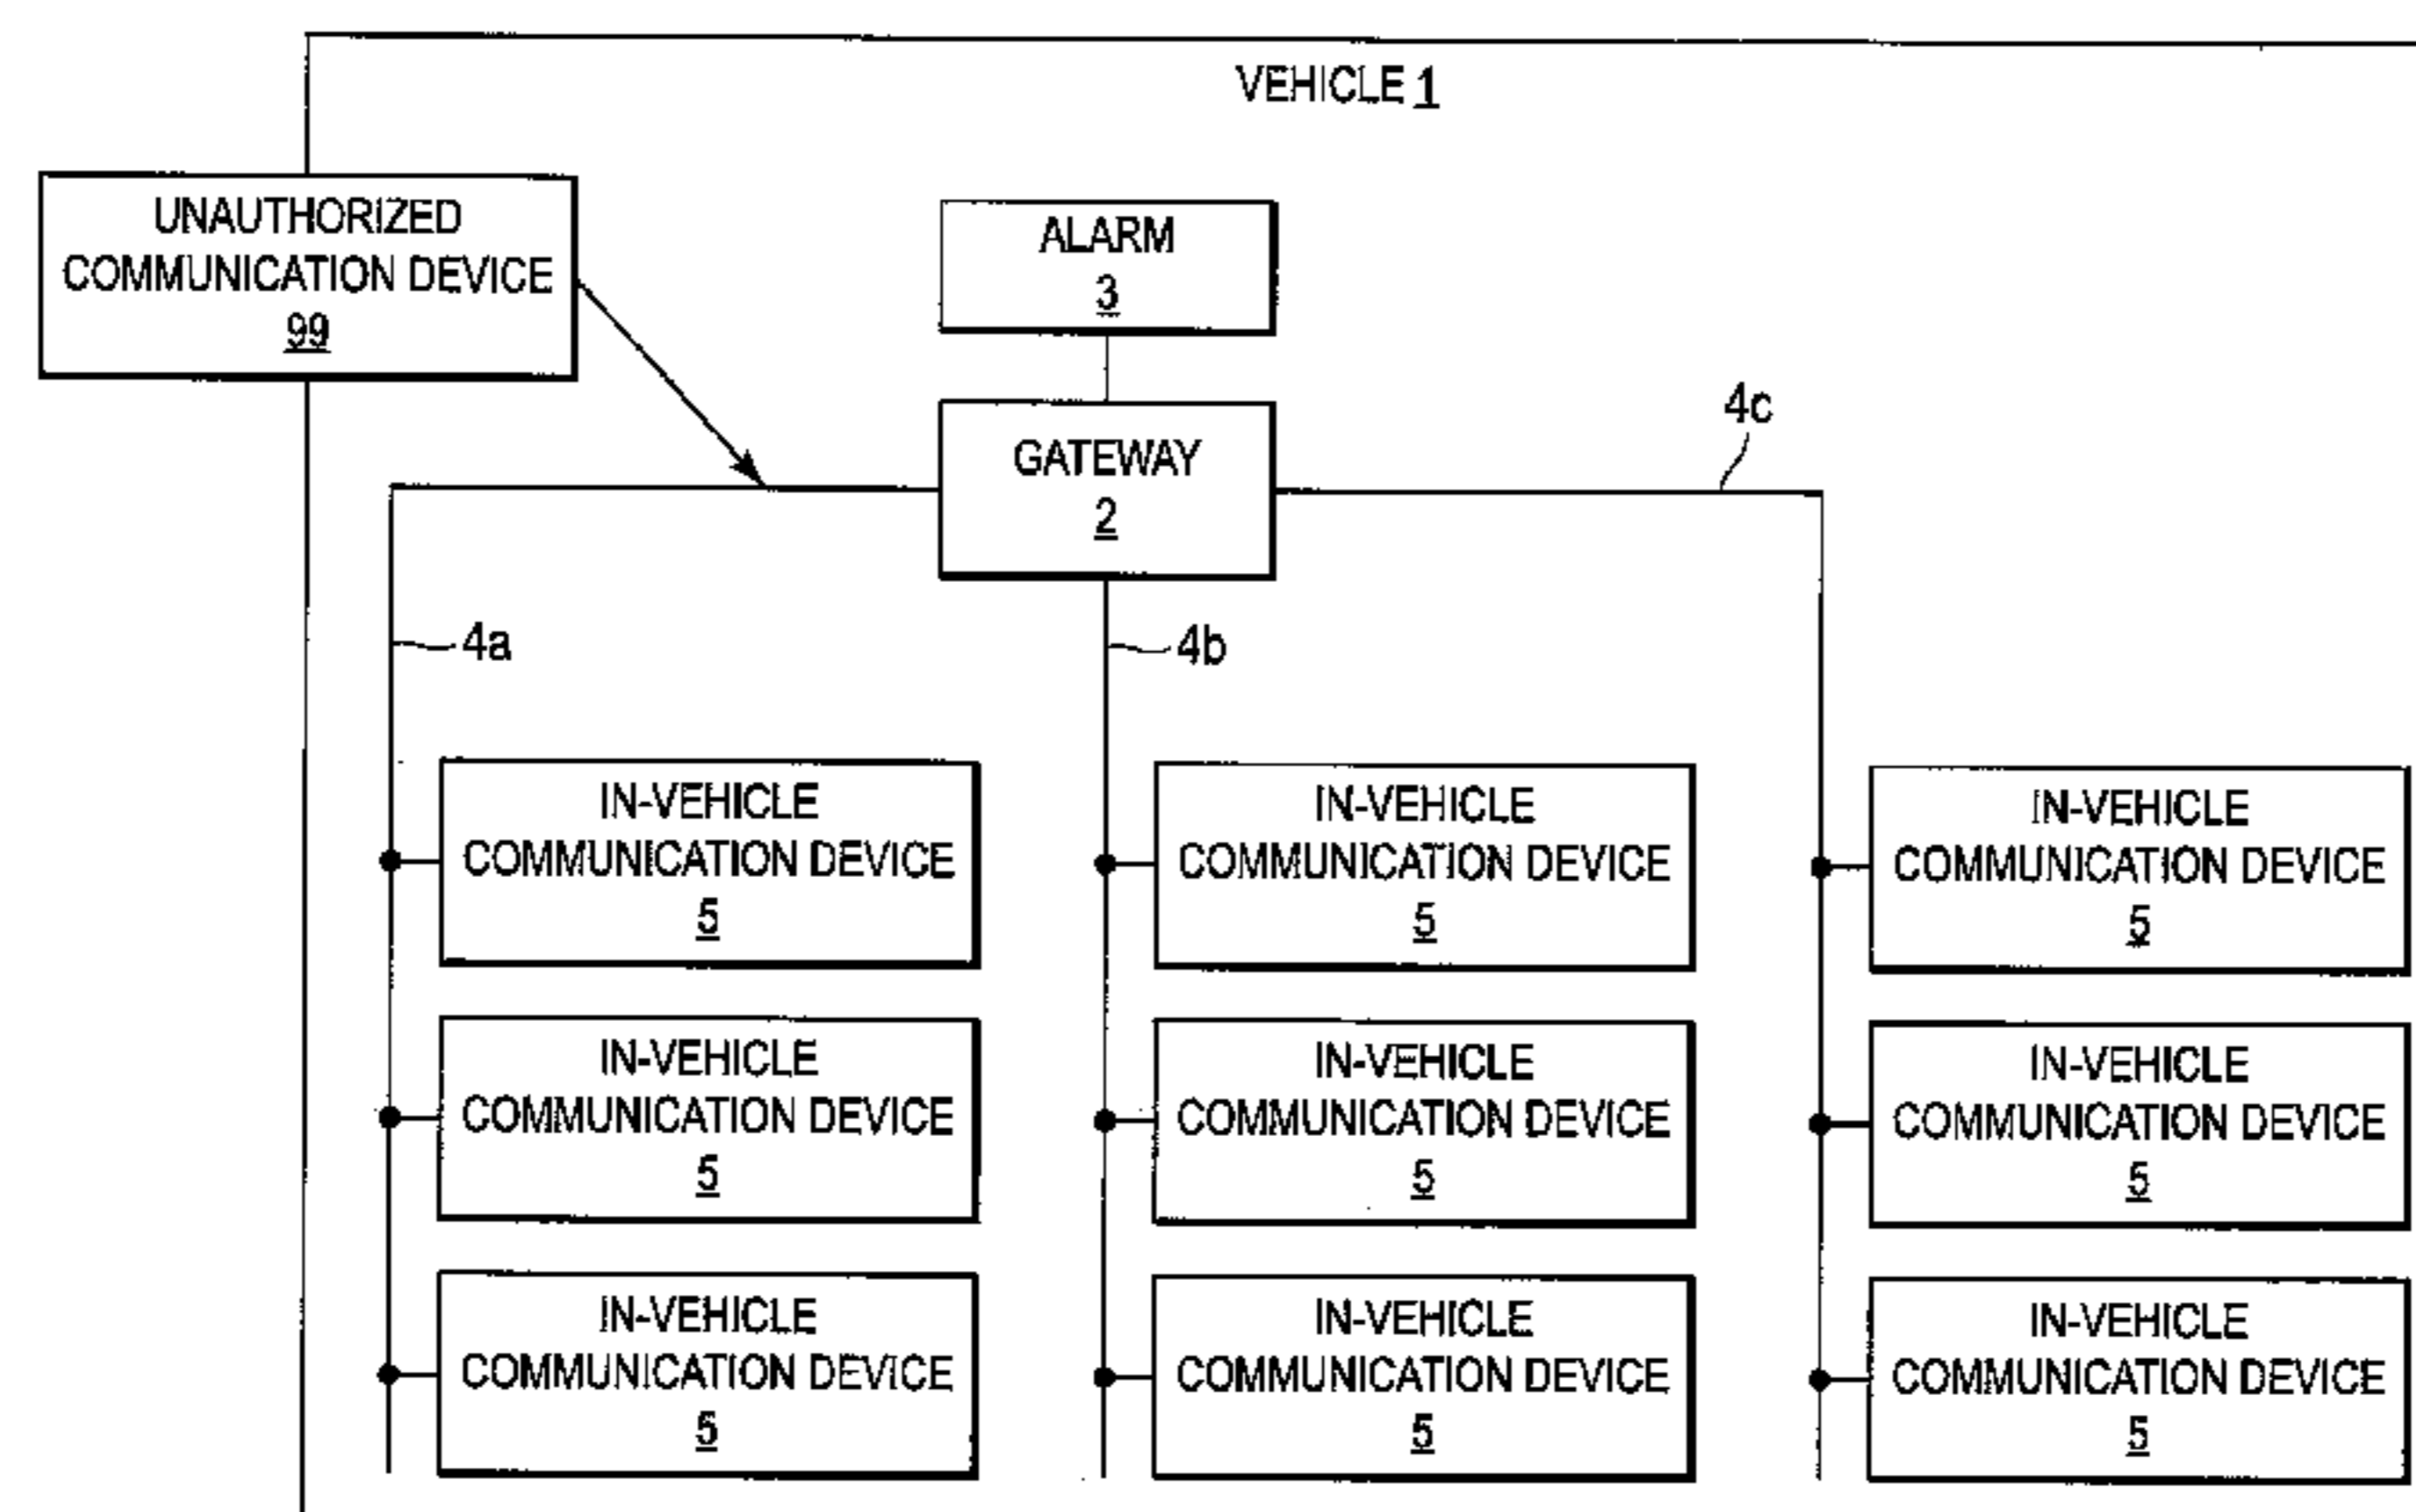 VEHICLE 1
UNAUTHORIZED
COMMUNICATION DEVICE
99
ALARM
3
GATEWAY
2
4c
4a
4b
IN-VEHICLE
COMMUNICATION DEVICE
5
IN-VEHICLE
COMMUNICATION DEVICE
5
IN-VEHICLE
COMMUNICATION DEVICE
5
IN-VEHICLE
COMMUNICATION DEVICE
5
IN-VEHICLE
COMMUNICATION DEVICE
5
IN-VEHICLE
COMMUNICATION DEVICE
5
IN-VEHICLE
COMMUNICATION DEVICE
5
IN-VEHICLE
COMMUNICATION DEVICE
5
IN-VEHICLE
COMMUNICATION DEVICE
5